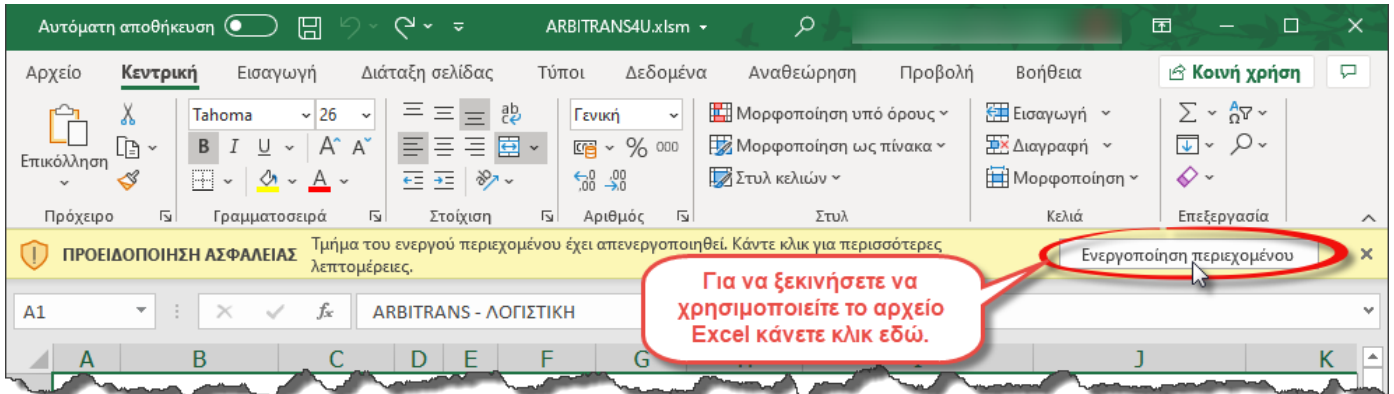 Αυτόματη αποθήκευση
ARBITRANS4U.xlsm
Αρχείο Κεντρική Εισαγωγή Διάταξη σελίδας Τύποι Δεδομένα Αναθεώρηση Προβολή Βοήθεια Κοινή χρήση
Επικόλληση
Tahoma 26
B I U A A
ab
Γενική
% 000
Μορφοποίηση υπό όρους
Μορφοποίηση ως πίνακα
Στυλ κελιών
Εισαγωγή
Διαγραφή
Μορφοποίηση
Πρόχειρο Γραμματοσειρά Στοίχιση Αριθμός Στυλ Κελιά Επεξεργασία
ΠΡΟΕΙΔΟΠΟΙΗΣΗ ΑΣΦΑΛΕΙΑΣ
Τμήμα του ενεργού περιεχομένου έχει απενεργοποιηθεί. Κάντε κλικ για περισσότερες
λεπτομέρειες.
Ενεργοποίηση περιεχομένου
Για να ξεκινήσετε να
χρησιμοποιείτε το αρχείο
Excel κάνετε κλικ εδώ.
A1 fx ARBITRANS - ΛΟΓΙΣΤΙΚΗ
A B C D E F G J K